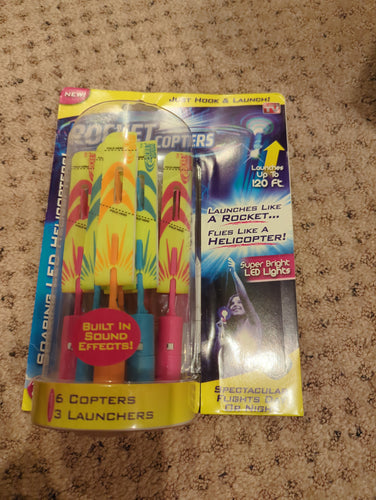 NEW!
JUST HOOK & LAUNCH!
ROCKET COPTERS
SOARING LED HELICOPTERS!
LAUNCHES
UP TO
120 FT.
LAUNCHES LIKE
A ROCKET...
FLIES LIKE A
HELICOPTER!
SUPER BRIGHT
LED LIGHTS
BUILT IN
SOUND
EFFECTS!
6 COPTERS
3 LAUNCHERS
SPECTACULAR
FLIGHTS DAY
OR NIGHT